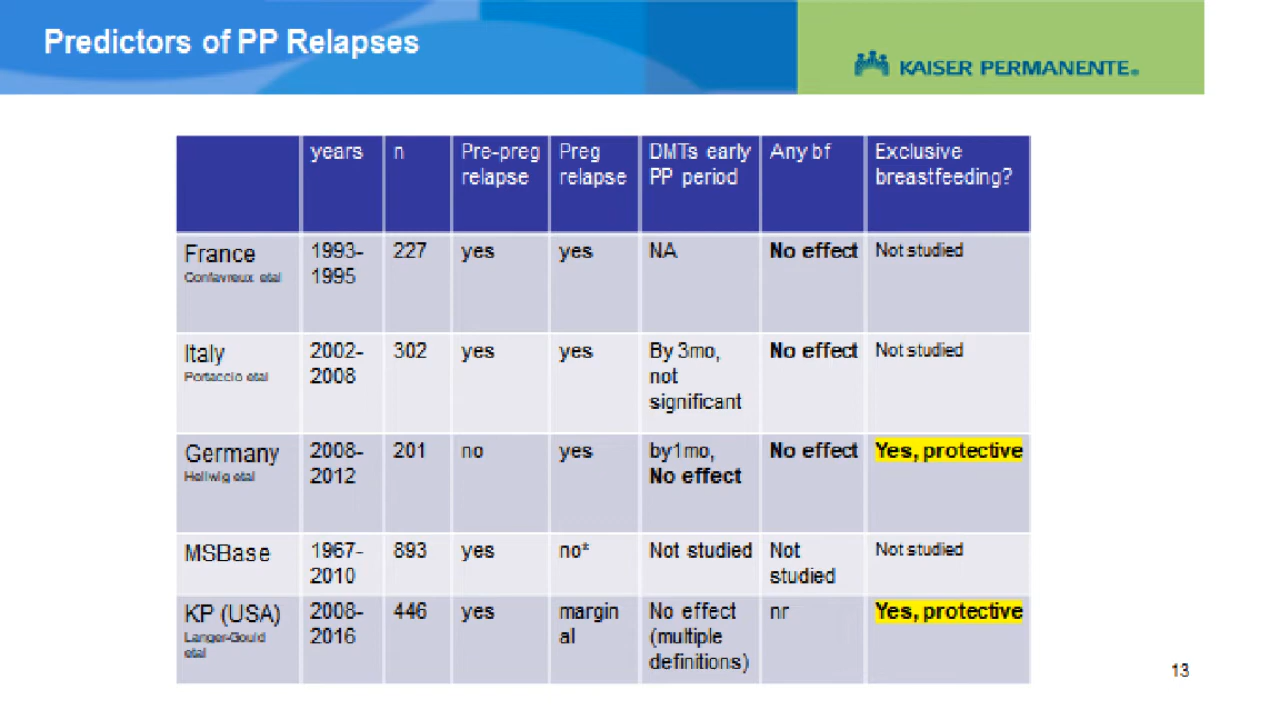 Predictors of PP Relapses
KAISER PERMANENTE®
years n Pre-preg Preg DMTs early Any bf Exclusive
relapse relapse PP period breastfeeding?
France 1993- 227 yes yes NA No effect Not studied
Confavreux etal 1995
Italy 2002- 302 yes yes By 3mo, No effect Not studied
Portaccio etal 2008 not
significant
Germany 2008- 201 no yes by1mo, No effect Yes, protective
Hellwig etal 2012 No effect
MSBase 1967- 893 yes no* Not studied Not Not studied
2010 studied
KP (USA) 2008- 446 yes margin No effect nr Yes, protective
Langer-Gould 2016 al (multiple
etal definitions)
13